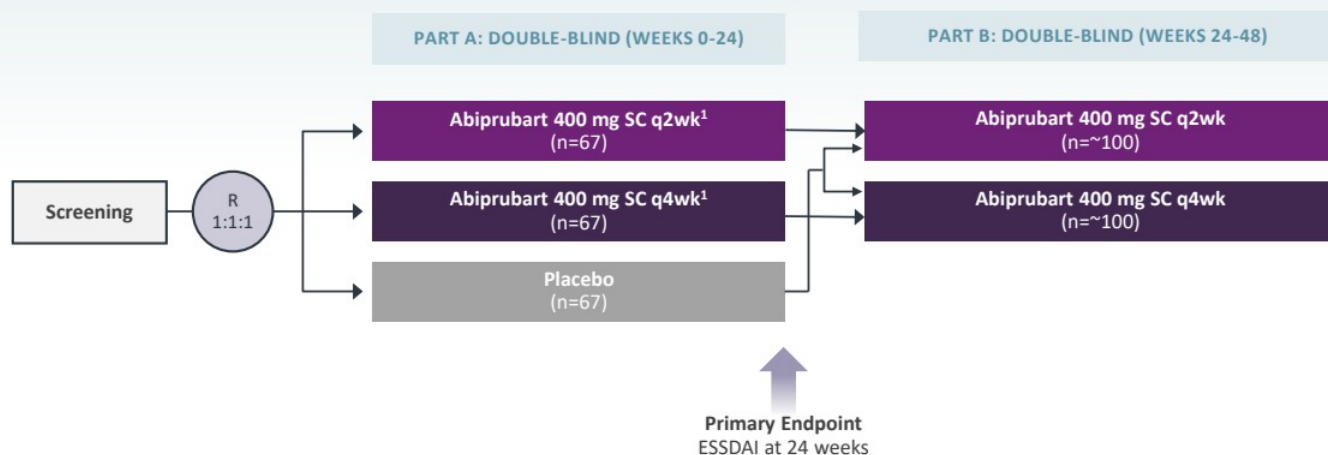 PART A: DOUBLE-BLIND (WEEKS 0-24)
PART B: DOUBLE-BLIND (WEEKS 24-48)
Screening
R
1:1:1
Abiprubart 400 mg SC q2wk¹
(n=67)
Abiprubart 400 mg SC q4wk¹
(n=67)
Placebo
(n=67)
Abiprubart 400 mg SC q2wk
(n=~100)
Abiprubart 400 mg SC q4wk
(n=~100)
Primary Endpoint
ESSDAI at 24 weeks